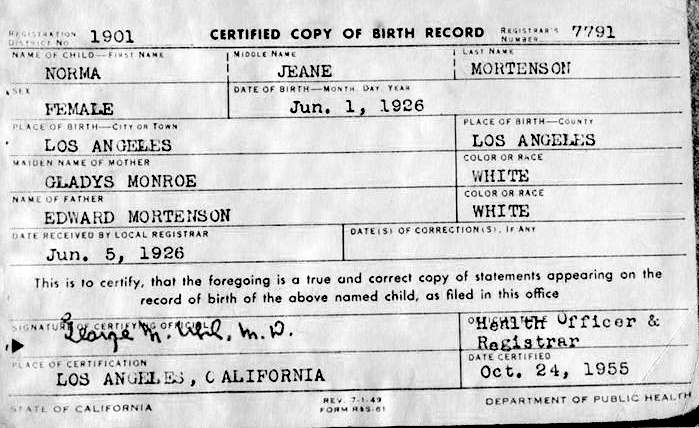 REGISTRATION DISTRICT NO. 1901 CERTIFIED COPY OF BIRTH RECORD REGISTRAR'S NUMBER 7791
NAME OF CHILD—FIRST NAME MIDDLE NAME LAST NAME
NORMA JEANE MORTENSON
SEX DATE OF BIRTH—MONTH, DAY, YEAR
FEMALE Jun. 1, 1926
PLACE OF BIRTH—CITY OR TOWN PLACE OF BIRTH—COUNTY
LOS ANGELES LOS ANGELES
MAIDEN NAME OF MOTHER COLOR OR RACE
GLADYS MONROE WHITE
NAME OF FATHER COLOR OR RACE
EDWARD MORTENSON WHITE
DATE RECEIVED BY LOCAL REGISTRAR DATE(S) OF CORRECTION(S), IF ANY
Jun. 5, 1926
This is to certify, that the foregoing is a true and correct copy of statements appearing on the
record of birth of the above named child, as filed in this office
SIGNATURE OF CERTIFYING OFFICIAL
George M. M.D. Health Officer &
Registrar
PLACE OF CERTIFICATION DATE CERTIFIED
LOS ANGELES, CALIFORNIA Oct. 24, 1955
STATE OF CALIFORNIA REV. 7-1-49 DEPARTMENT OF PUBLIC HEALTH
FORM R&S-61